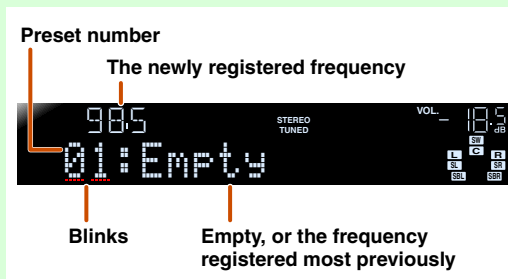 Preset number
The newly registered frequency
98.5
STEREO
TUNED
VOL. -18.5 dB
01:Empty
SW
L C R
SL SR
SBL SBR
Blinks
Empty, or the frequency
registered most previously